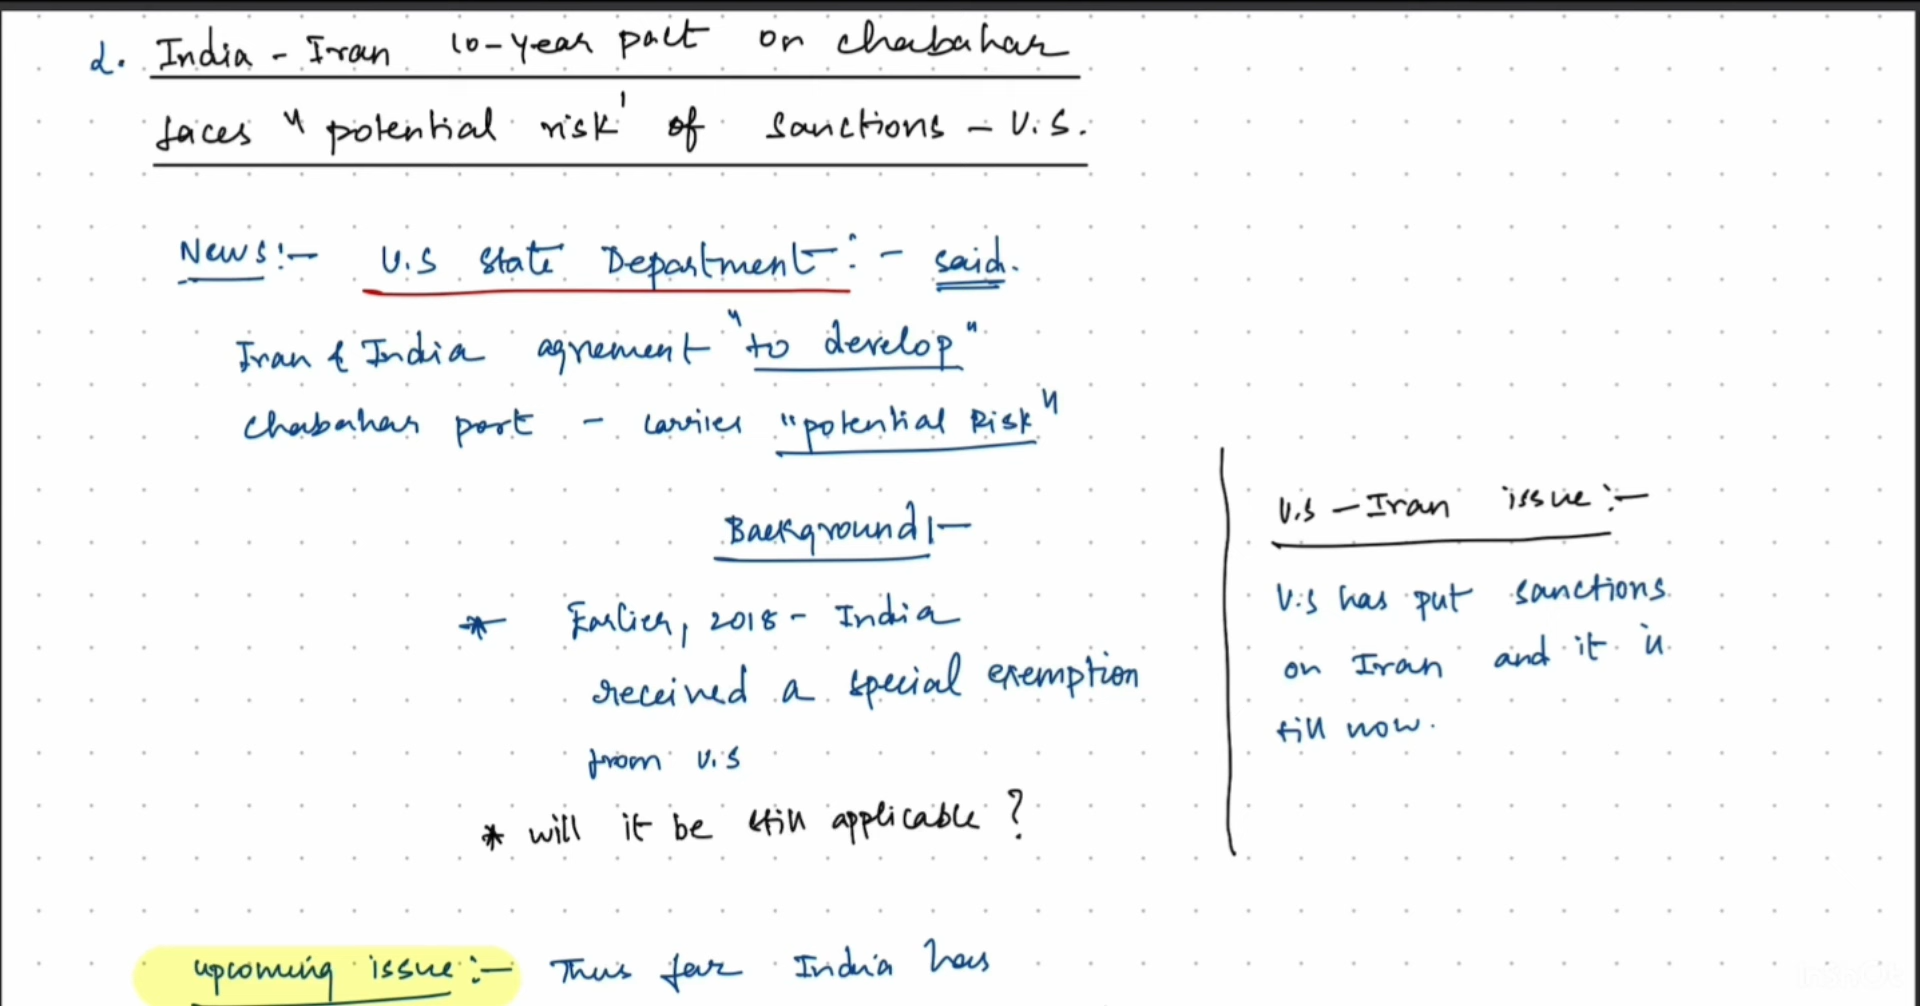 2. India - Iran 10-year pact on chabahar
faces "potential risk' of sanctions - U.S.
News:- U.S state Department:- said.
Iran & India agrement "to develop"
chabahar port - carries "potential Risk"
Background:-
* Earlier, 2018 - India
received a special exemption
from U.S
* will it be still applicable?
U.S - Iran issue:-
U.S has put sanctions
on Iran and it is
till now.
upcoming issue:- Thus far India has